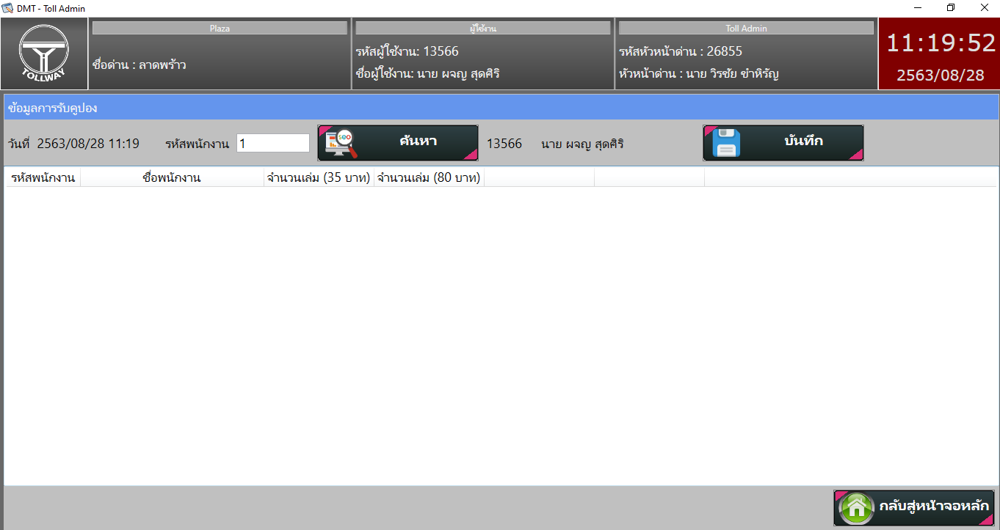 DMT - Toll Admin
TOLLWAY
Plaza
ชื่อด่าน : ลาดพร้าว
ผู้ใช้งาน
รหัสผู้ใช้งาน: 13566
ชื่อผู้ใช้งาน: นาย ผจญ สุดศิริ
Toll Admin
รหัสหัวหน้าด่าน : 26855
หัวหน้าด่าน : นาย วิรชัย ขำหิรัญ
11:19:52
2563/08/28
ข้อมูลการรับคูปอง
วันที่ 2563/08/28 11:19 รหัสพนักงาน 1 seo ค้นหา 13566 นาย ผจญ สุดศิริ บันทึก
รหัสพนักงาน ชื่อพนักงาน จำนวนเล่ม (35 บาท) จำนวนเล่ม (80 บาท)
กลับสู่หน้าจอหลัก